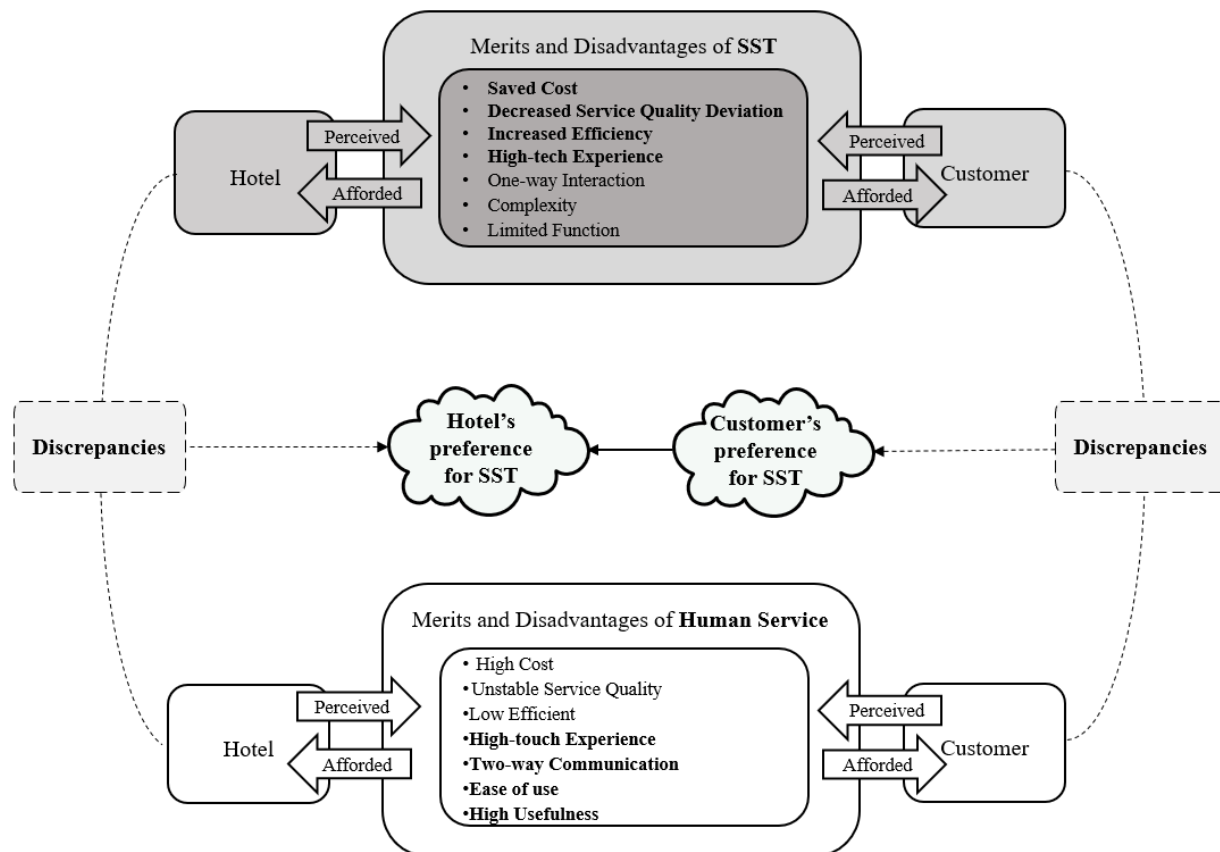 Merits and Disadvantages of SST
• Saved Cost
• Decreased Service Quality Deviation
• Increased Efficiency
• High-tech Experience
• One-way Interaction
• Complexity
• Limited Function
Hotel
Perceived
Afforded
Perceived
Afforded
Customer
Discrepancies
Hotel's
preference
for SST
Customer's
preference
for SST
Discrepancies
Merits and Disadvantages of Human Service
• High Cost
• Unstable Service Quality
• Low Efficient
• High-touch Experience
• Two-way Communication
• Ease of use
• High Usefulness
Hotel
Perceived
Afforded
Perceived
Afforded
Customer